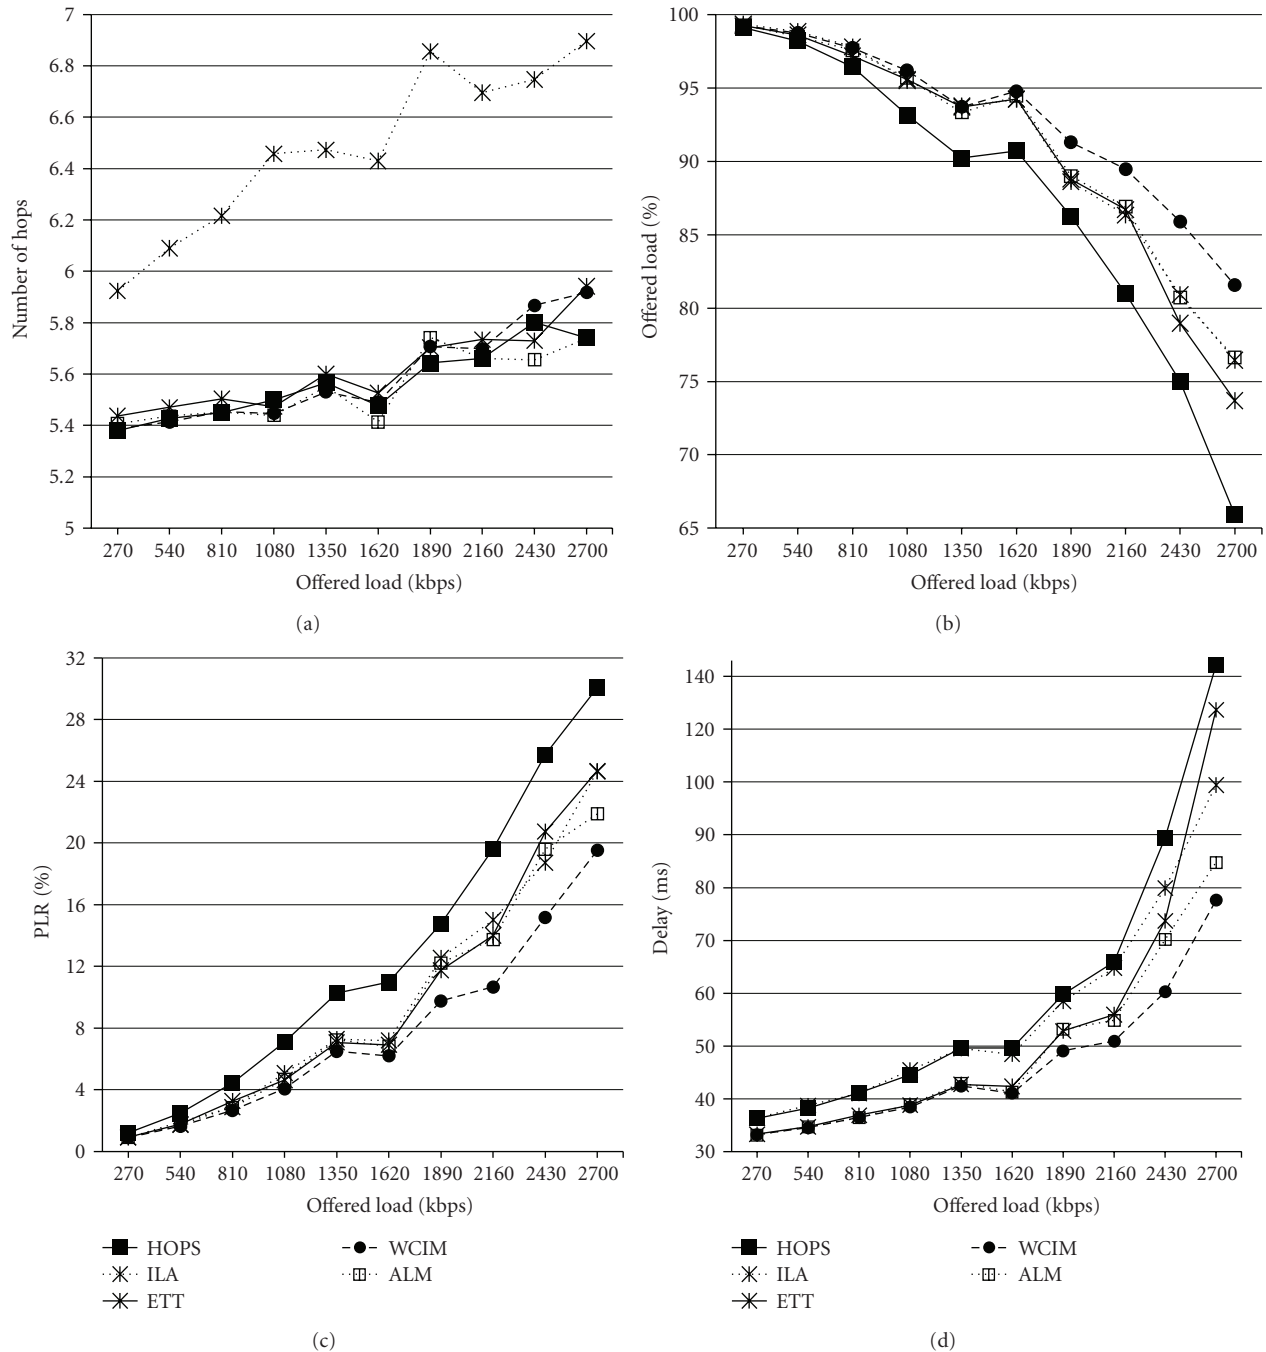 7
6.8
6.6
6.4
6.2
6
5.8
5.6
5.4
5.2
5
Number of hops
270 540 810 1080 1350 1620 1890 2160 2430 2700
Offered load (kbps)
(a)
100
95
90
85
80
75
70
65
Offered load (%)
270 540 810 1080 1350 1620 1890 2160 2430 2700
Offered load (kbps)
(b)
32
28
24
20
16
12
8
4
0
PLR (%)
270 540 810 1080 1350 1620 1890 2160 2430 2700
Offered load (kbps)
HOPS WCIM
ILA ALM
ETT
(c)
140
120
100
90
80
70
60
50
40
30
Delay (ms)
270 540 810 1080 1350 1620 1890 2160 2430 2700
Offered load (kbps)
HOPS WCIM
ILA ALM
ETT
(d)